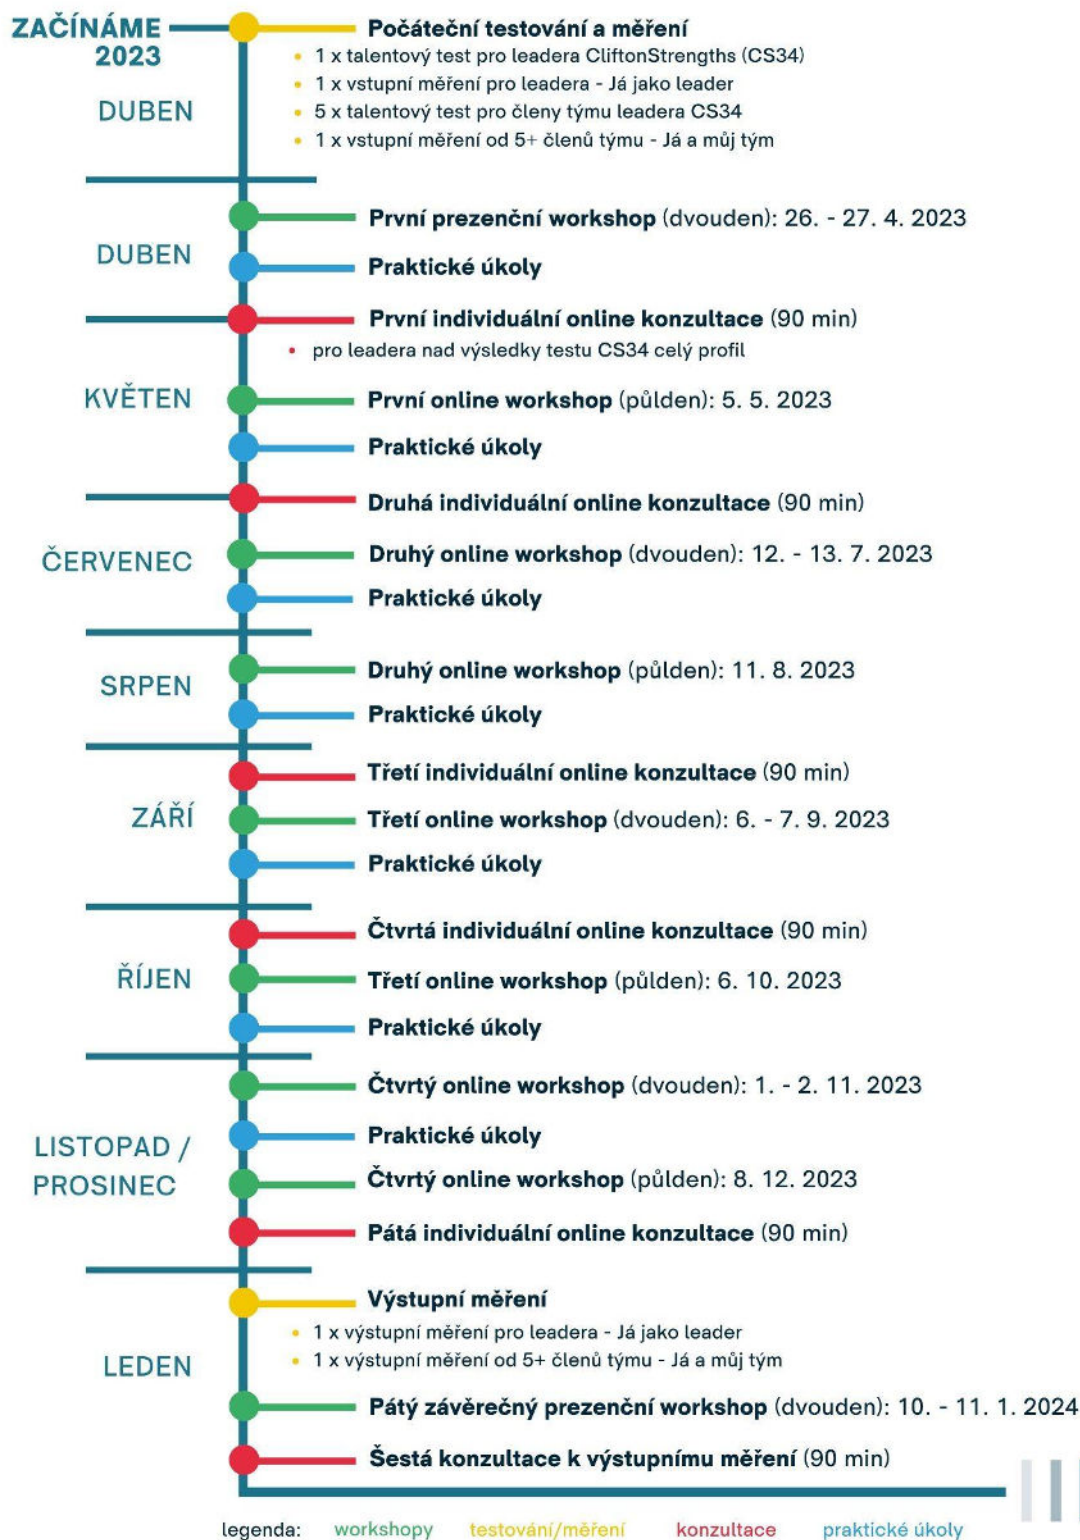 ZAČÍNÁME
2023
DUBEN
Počáteční testování a měření
1 x talentový test pro leadera CliftonStrengths (CS34)
1 x vstupní měření pro leadera - Já jako leader
5 x talentový test pro členy týmu leadera CS34
1 x vstupní měření od 5+ členů týmu - Já a můj tým
DUBEN
První prezenční workshop (dvouden): 26. - 27. 4. 2023
Praktické úkoly
První individuální online konzultace (90 min)
pro leadera nad výsledky testu CS34 celý profil
KVĚTEN
První online workshop (půlden): 5. 5. 2023
Praktické úkoly
Druhá individuální online konzultace (90 min)
ČERVENEC
Druhý online workshop (dvouden): 12. - 13. 7. 2023
Praktické úkoly
SRPEN
Druhý online workshop (půlden): 11. 8. 2023
Praktické úkoly
Třetí individuální online konzultace (90 min)
ZÁŘÍ
Třetí online workshop (dvouden): 6. - 7. 9. 2023
Praktické úkoly
Čtvrtá individuální online konzultace (90 min)
ŘÍJEN
Třetí online workshop (půlden): 6. 10. 2023
Praktické úkoly
Čtvrtý online workshop (dvouden): 1. - 2. 11. 2023
LISTOPAD /
PROSINEC
Praktické úkoly
Čtvrtý online workshop (půlden): 8. 12. 2023
Pátá individuální online konzultace (90 min)
Výstupní měření
1 x výstupní měření pro leadera - Já jako leader
1 x výstupní měření od 5+ členů týmu - Já a můj tým
LEDEN
Pátý závěrečný prezenční workshop (dvouden): 10. - 11. 1. 2024
Šestá konzultace k výstupnímu měření (90 min)
legenda: workshopy testování/měření konzultace praktické úkoly